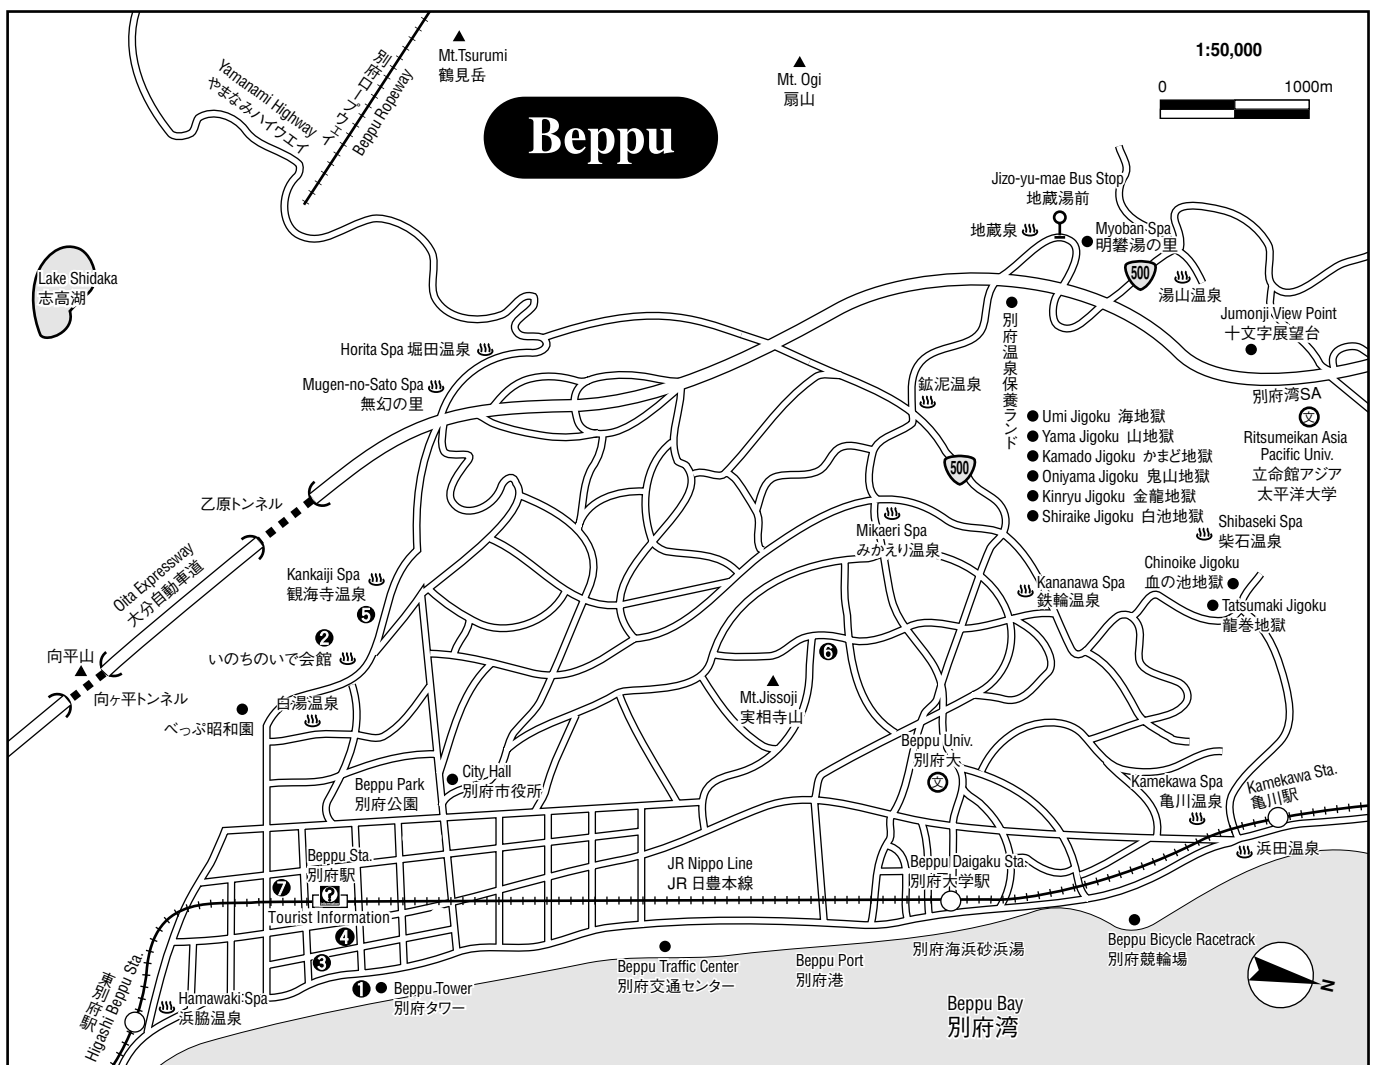 Beppu
1:50,000
0 1000m
Mt.Tsurumi
鶴見岳
Mt. Ogi
扇山
Yamanami Highway
やまなみハイウエイ
別府ロープウェイ
Beppu Ropeway
Jizo-yu-mae Bus Stop
地蔵湯前
地蔵泉
Myoban Spa
明礬湯の里
500
湯山温泉
Lake Shidaka
志高湖
Jumonji View Point
十文字展望台
Horita Spa 堀田温泉
Mugen-no-Sato Spa
無幻の里
別府温泉保養ランド
鉱泥温泉
別府湾SA
文
Ritsumeikan Asia
Pacific Univ.
立命館アジア
太平洋大学
Umi Jigoku 海地獄
Yama Jigoku 山地獄
Kamado Jigoku かまど地獄
Oniyama Jigoku 鬼山地獄
Kinryu Jigoku 金龍地獄
Shiraike Jigoku 白池地獄
500
乙原トンネル
Mikaeri Spa
みかえり温泉
Shibaseki Spa
柴石温泉
Oita Expressway
大分自動車道
Kankaiji Spa
観海寺温泉
Kananawa Spa
鉄輪温泉
Chinoike Jigoku
血の池地獄
Tatsumaki Jigoku
龍巻地獄
5
2
いのちのいで会館
6
向平山
向ヶ平トンネル
べっぷ昭和園
白湯温泉
Mt.Jissoji
実相寺山
Beppu Univ.
別府大
文
City Hall
別府市役所
Beppu Park
別府公園
Kamekawa Spa
亀川温泉
Kamekawa Sta.
亀川駅
浜田温泉
Beppu Sta.
別府駅
7
?
Tourist Information
JR Nippo Line
JR 日豊本線
Beppu Daigaku Sta.
別府大学駅
4
3
1
Beppu Tower
別府タワー
Beppu Traffic Center
別府交通センター
Beppu Port
別府港
別府海浜砂浜湯
Beppu Bicycle Racetrack
別府競輪場
東別府駅
Higashi Beppu Sta.
Hamawaki Spa
浜脇温泉
Beppu Bay
別府湾
N